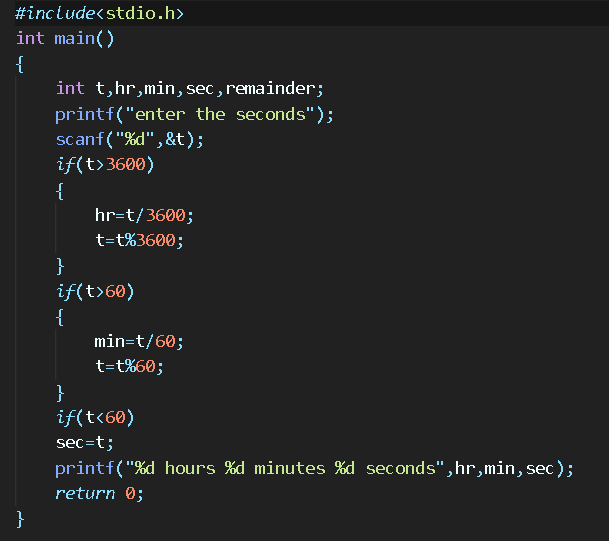 #include<stdio.h>
int main()
{
    int t,hr,min,sec,remainder;
    printf("enter the seconds");
    scanf("%d",&t);
    if(t>3600)
    {
        hr=t/3600;
        t=t%3600;
    }
    if(t>60)
    {
        min=t/60;
        t=t%60;
    }
    if(t<60)
    sec=t;
    printf("%d hours %d minutes %d seconds",hr,min,sec);
    return 0;
}